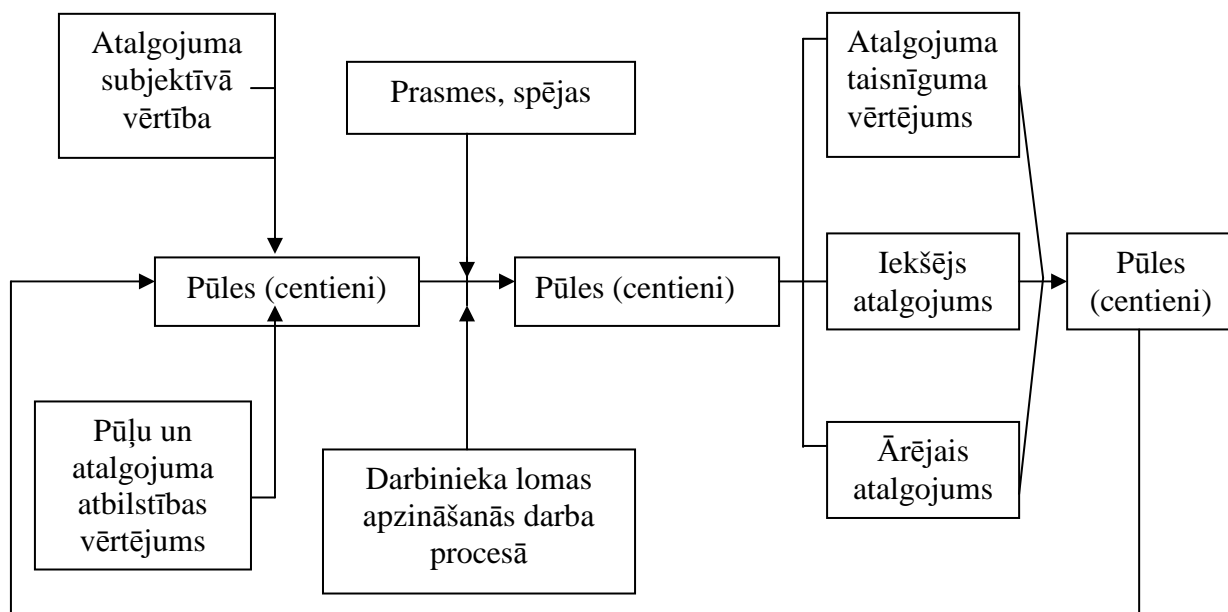 Atalgojuma
subjektīvā
vērtība
Prasmes, spējas
Atalgojuma
taisnīguma
vērtējums
Pūles (centieni)
Pūles (centieni)
Iekšējs
atalgojums
Pūles
(centieni)
Pūļu un
atalgojuma
atbilstības
vērtējums
Darbinieka lomas
apzināšanās darba
procesā
Ārējais
atalgojums